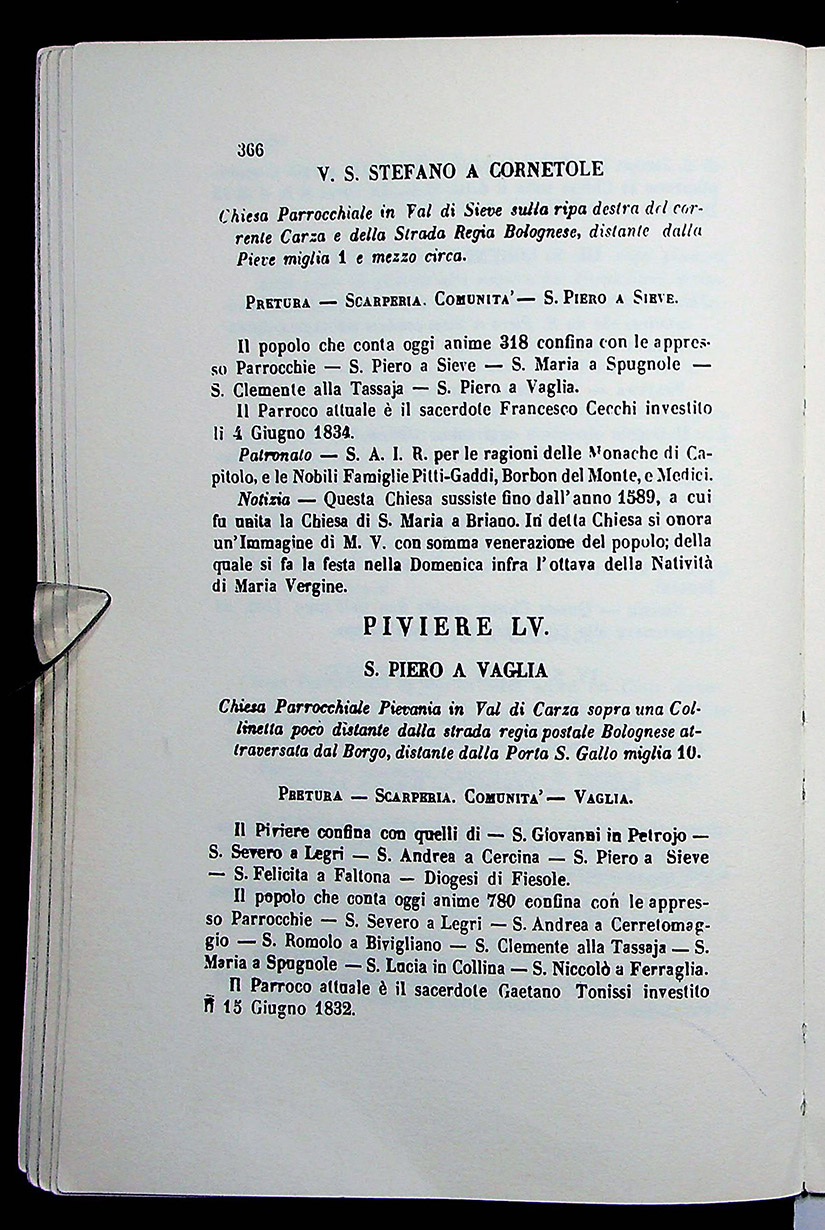 366
V. S. STEFANO A CORNETOLE
Chiesa Parrocchiale in Val di Sieve sulla ripa destra del cor-
rente Carza e della Strada Regia Bolognese, distante dalla
Pieve miglia 1 e mezzo circa.
PRETURA — SCARPERIA. COMUNITA' — S. PIERO A SIEVE.
Il popolo che conta oggi anime 318 confina con le appres-
so Parrocchie — S. Piero a Sieve — S. Maria a Spugnole —
S. Clemente alla Tassaja — S. Piero a Vaglia.
Il Parroco attuale è il sacerdote Francesco Cecchi investito
li 4 Giugno 1834.
Patronato — S. A. I. R. per le ragioni delle Monache di Ca-
pitolo, e le Nobili Famiglie Pitti-Gaddi, Borbon del Monte, e Medici.
Notizia — Questa Chiesa sussiste fino dall'anno 1589, a cui
fu unita la Chiesa di S. Maria a Briano. In detta Chiesa si onora
un'Immagine di M. V. con somma venerazione del populo; della
quale si fa la festa nella Domenica infra l'ottava della Natività
di Maria Vergine.
PIVIERE LV.
S. PIERO A VAGLIA
Chiesa Parrocchiale Pievania in Val di Carza sopra una Col-
linetta poco distante dalla strada regia postale Bolognese at-
traversata dal Borgo, distante dalla Porta S. Gallo miglia 10.
PRETURA — SCARPERIA. COMUNITA' — VAGLIA.
Il Piviere confina con quelli di — S. Giovanni in Petrojo —
S. Severo a Legri — S. Andrea a Cercina — S. Piero a Sieve
— S. Felicita a Faltona — Diogesi di Fiesole.
Il popolo che conta oggi anime 780 confina con le appres-
so Parrocchie — S. Severo a Legri — S. Andrea a Cerretomag-
gio — S. Romolo a Bivigliano — S. Clemente alla Tassaja — S.
Maria a Spugnole — S. Lucia in Collina — S. Niccolò a Ferraglia.
Il Parroco attuale è il sacerdote Gaetano Tonissi investito
li 15 Giugno 1832.